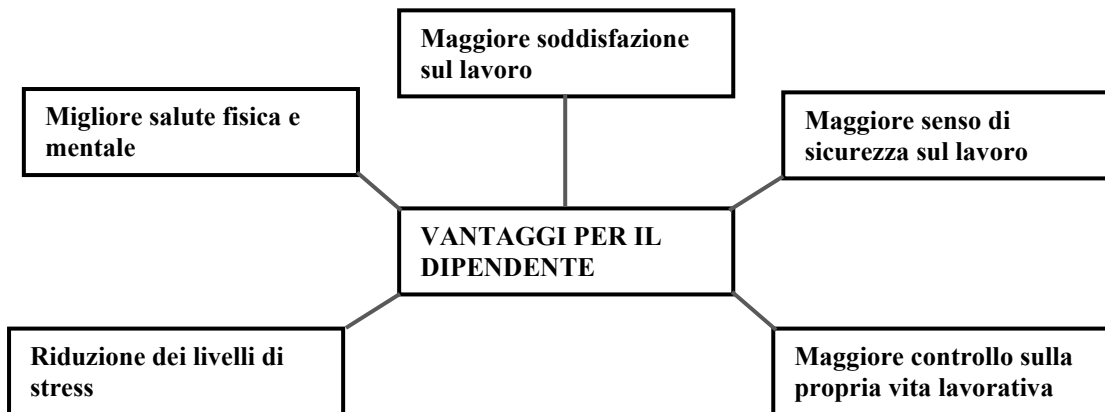 Maggiore soddisfazione
sul lavoro
Migliore salute fisica e
mentale
Maggiore senso di
sicurezza sul lavoro
VANTAGGI PER IL
DIPENDENTE
Riduzione dei livelli di
stress
Maggiore controllo sulla
propria vita lavorativa